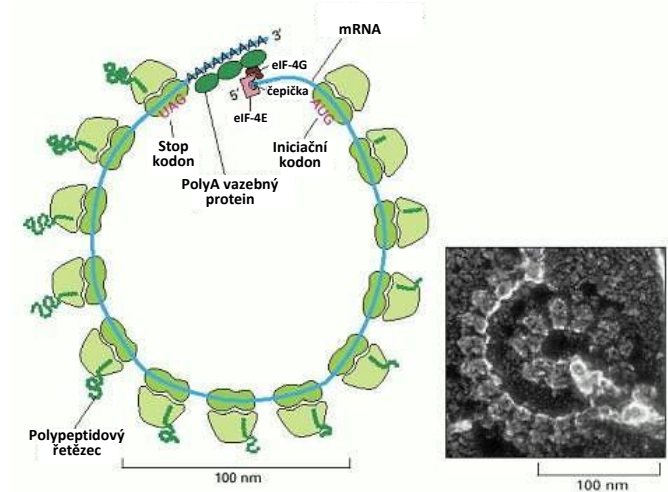 AAAAAAAAA 3'
mRNA
eIF-4G
čepička
5'
eIF-4E
UAG
AUG
Stop
kodon
Iniciační
kodon
PolyA vazebný
protein
Polypeptidový
řetězec
100 nm
100 nm